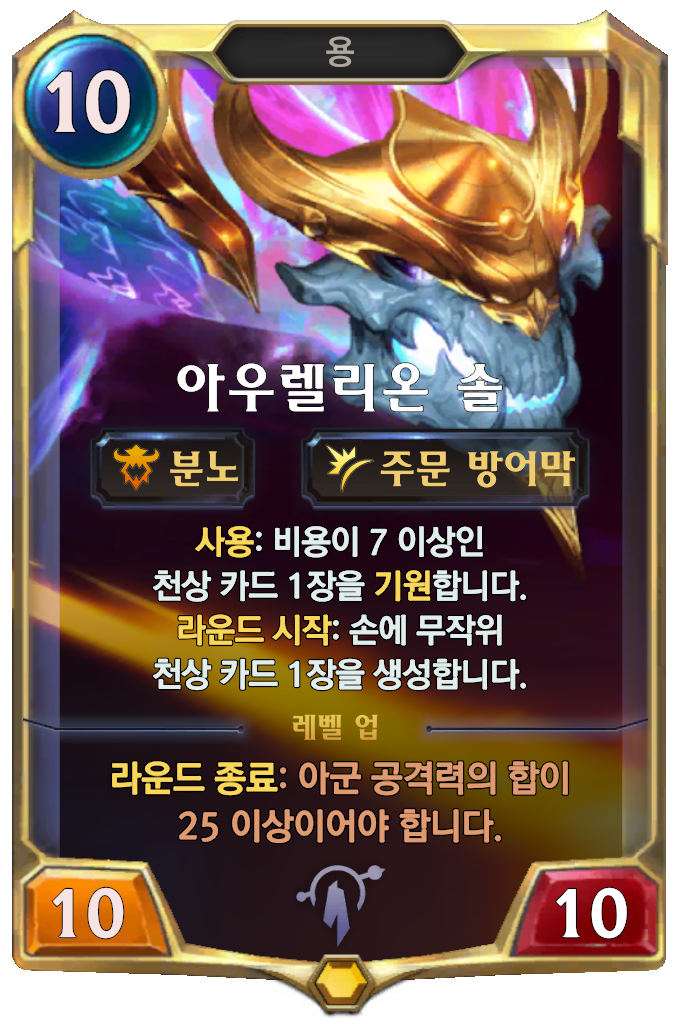 용
10
아우렐리온 솔
분노 주문 방어막
사용: 비용이 7 이상인
천상 카드 1장을 기원합니다.
라운드 시작: 손에 무작위
천상 카드 1장을 생성합니다.
레벨 업
라운드 종료: 아군 공격력의 합이
25 이상이어야 합니다.
10 10